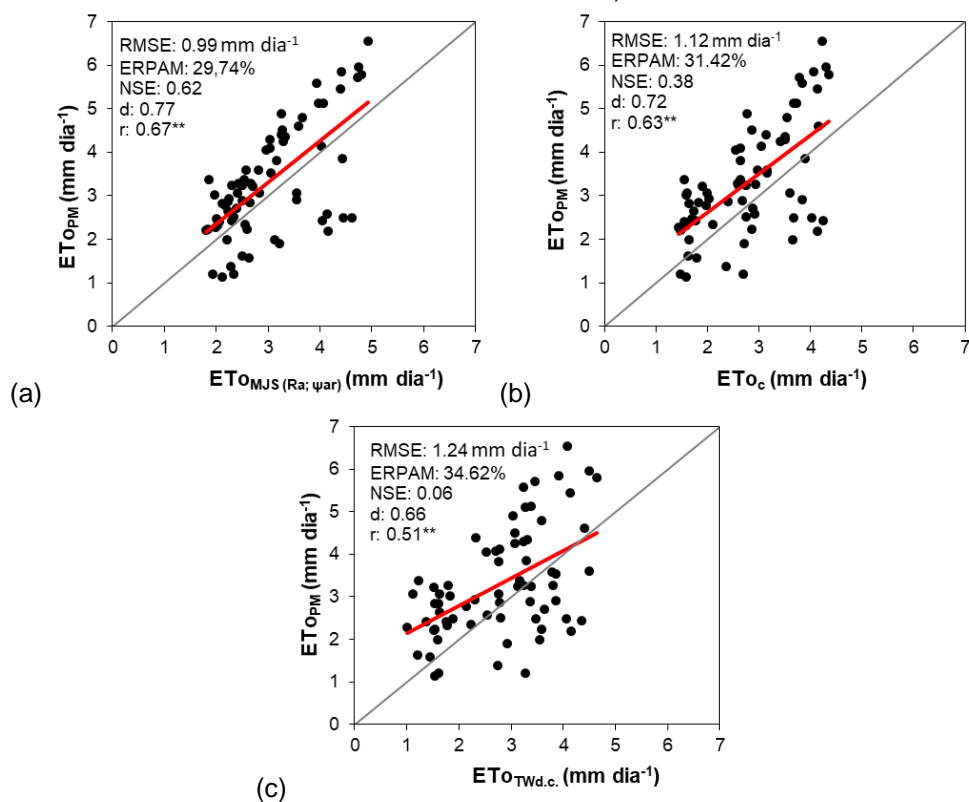 RMSE: 0.99 mm dia⁻¹
ERPAM: 29,74%
NSE: 0.62
d: 0.77
r: 0.67**
7
6
5
4
3
2
1
0
ETo_PM (mm dia⁻¹)
0 1 2 3 4 5 6 7
ETo_MJS (Ra; ψar) (mm dia⁻¹)
(a)
RMSE: 1.12 mm dia⁻¹
ERPAM: 31.42%
NSE: 0.38
d: 0.72
r: 0.63**
7
6
5
4
3
2
1
0
ETo_PM (mm dia⁻¹)
0 1 2 3 4 5 6 7
ETo_c (mm dia⁻¹)
(b)
RMSE: 1.24 mm dia⁻¹
ERPAM: 34.62%
NSE: 0.06
d: 0.66
r: 0.51**
7
6
5
4
3
2
1
0
ETo_PM (mm dia⁻¹)
0 1 2 3 4 5 6 7
ETo_TWd.c. (mm dia⁻¹)
(c)